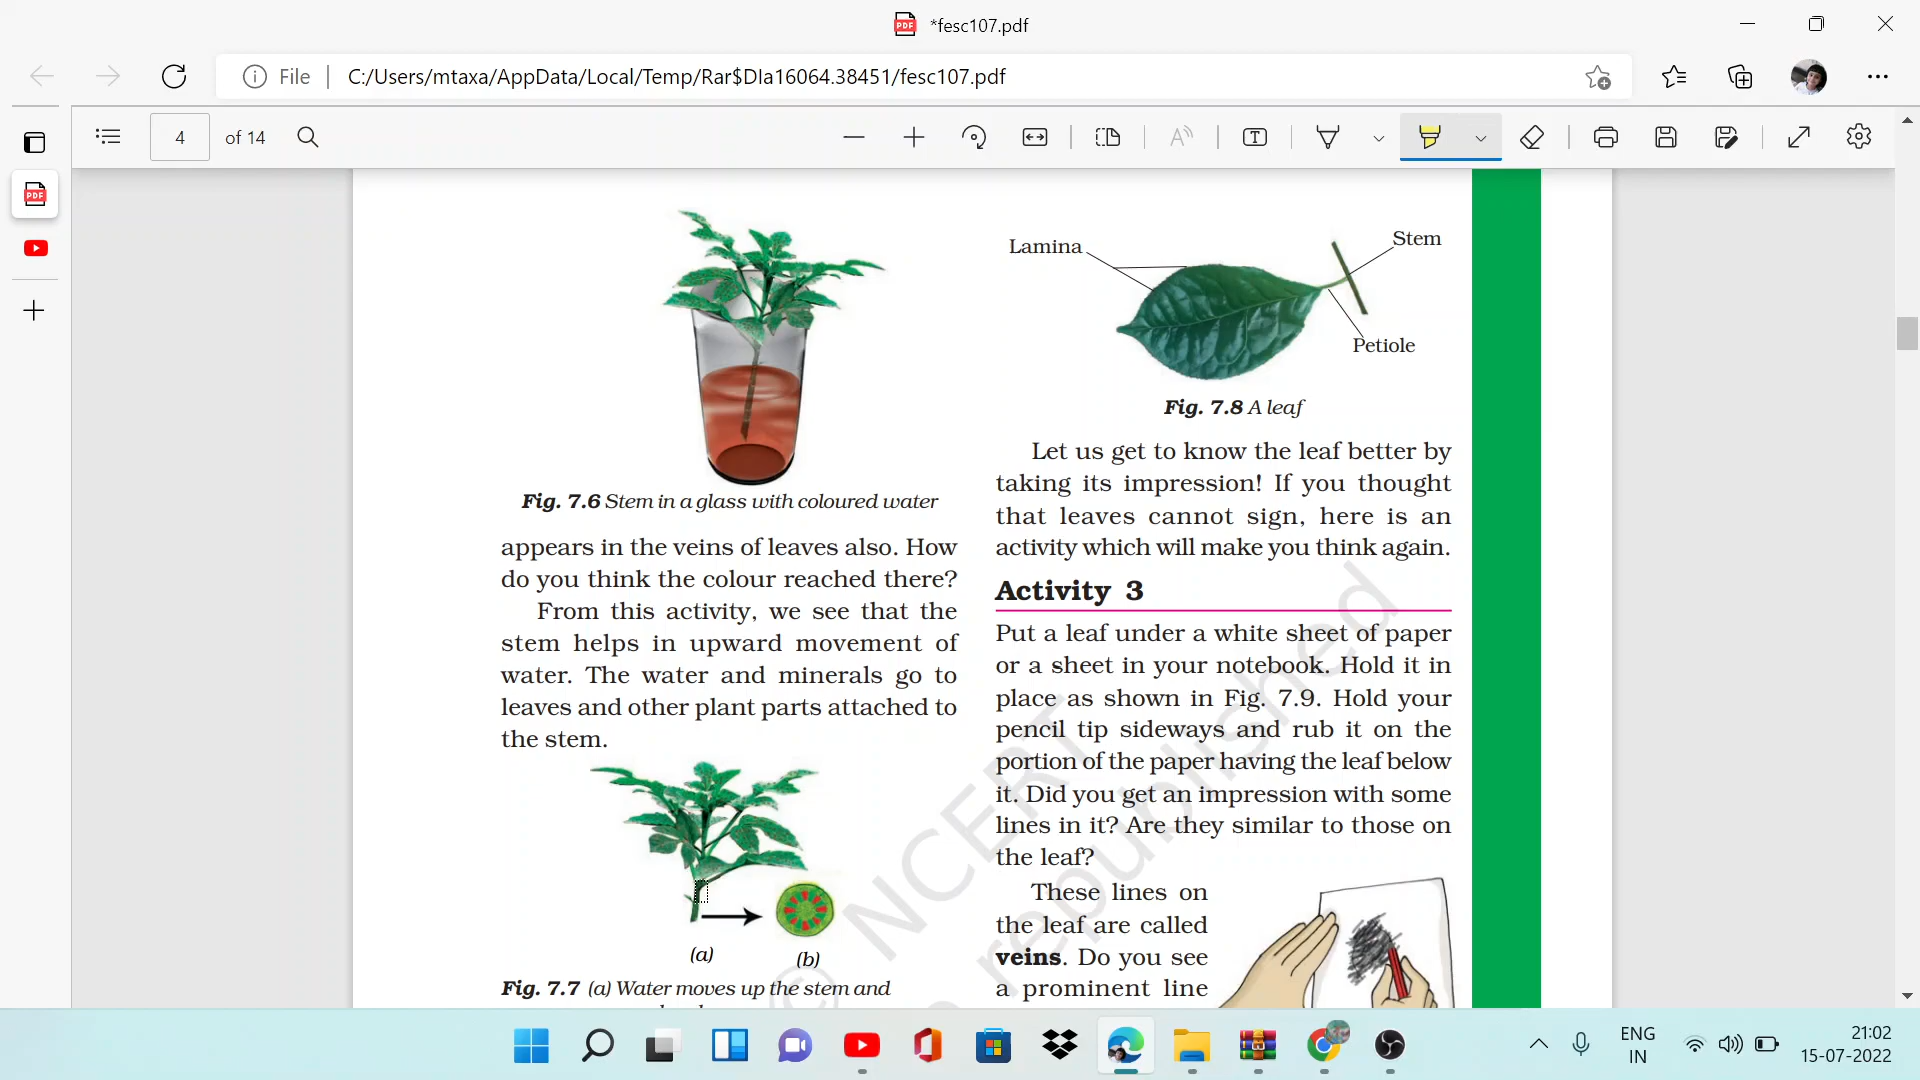 *fesc107.pdf
File
C:/Users/mtaxa/AppData/Local/Temp/Rar$DIa16064.38451/fesc107.pdf
4 of 14
Fig. 7.6 Stem in a glass with coloured water
appears in the veins of leaves also. How
do you think the colour reached there?
From this activity, we see that the
stem helps in upward movement of
water. The water and minerals go to
leaves and other plant parts attached to
the stem.
(a)
(b)
Fig. 7.7 (a) Water moves up the stem and
Lamina
Stem
Petiole
Fig. 7.8 A leaf
Let us get to know the leaf better by
taking its impression! If you thought
that leaves cannot sign, here is an
activity which will make you think again.
Activity 3
Put a leaf under a white sheet of paper
or a sheet in your notebook. Hold it in
place as shown in Fig. 7.9. Hold your
pencil tip sideways and rub it on the
portion of the paper having the leaf below
it. Did you get an impression with some
lines in it? Are they similar to those on
the leaf?
These lines on
the leaf are called
veins. Do you see
a prominent line
© NCERT
republished
ENG
IN
21:02
15-07-2022